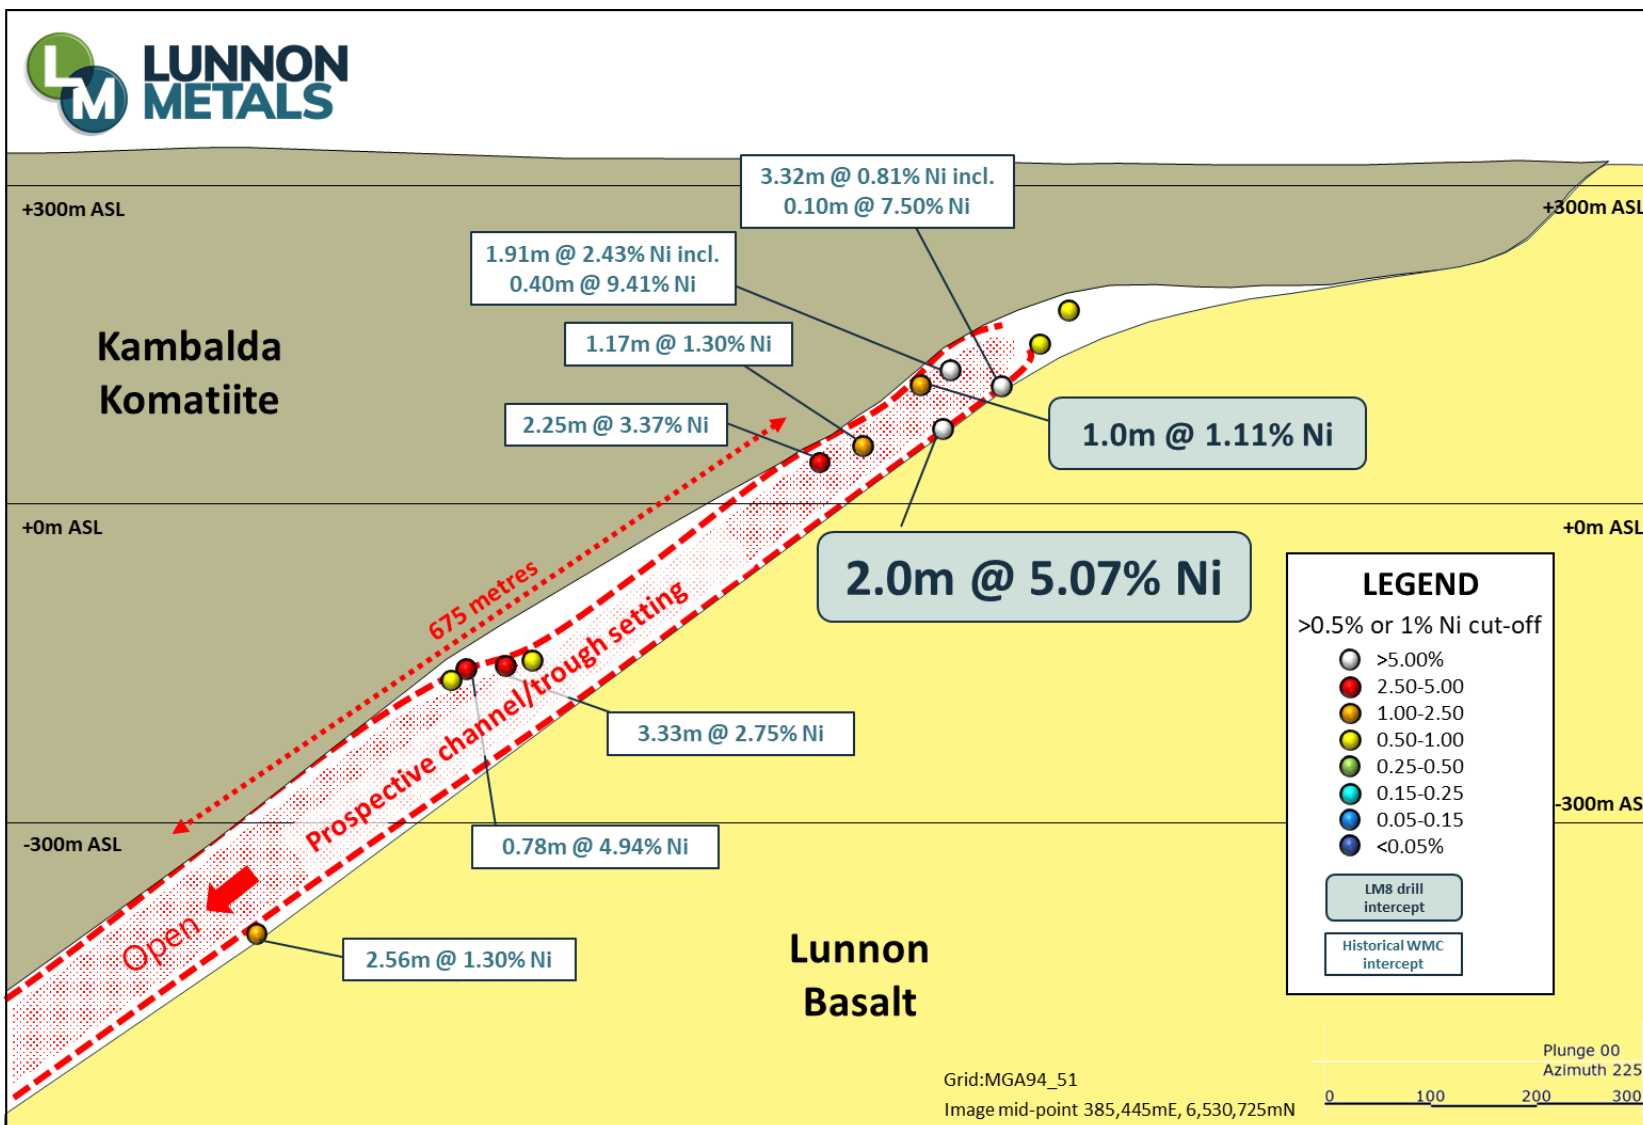 LM
LUNNON
METALS
3.32m @ 0.81% Ni incl.
0.10m @ 7.50% Ni
+300m ASL
+300m ASL
1.91m @ 2.43% Ni incl.
0.40m @ 9.41% Ni
Kambalda
Komatiite
1.17m @ 1.30% Ni
2.25m @ 3.37% Ni
1.0m @ 1.11% Ni
+0m ASL
+0m ASL
675 metres
2.0m @ 5.07% Ni
Prospective channel/trough setting
3.33m @ 2.75% Ni
0.78m @ 4.94% Ni
-300m ASL
-300m AS
Open
2.56m @ 1.30% Ni
Lunnon
Basalt
LEGEND
>0.5% or 1% Ni cut-off
>5.00%
2.50-5.00
1.00-2.50
0.50-1.00
0.25-0.50
0.15-0.25
0.05-0.15
<0.05%
LM8 drill
intercept
Historical WMC
intercept
Grid:MGA94_51
Image mid-point 385,445mE, 6,530,725mN
Plunge 00
Azimuth 225
0 100 200 300